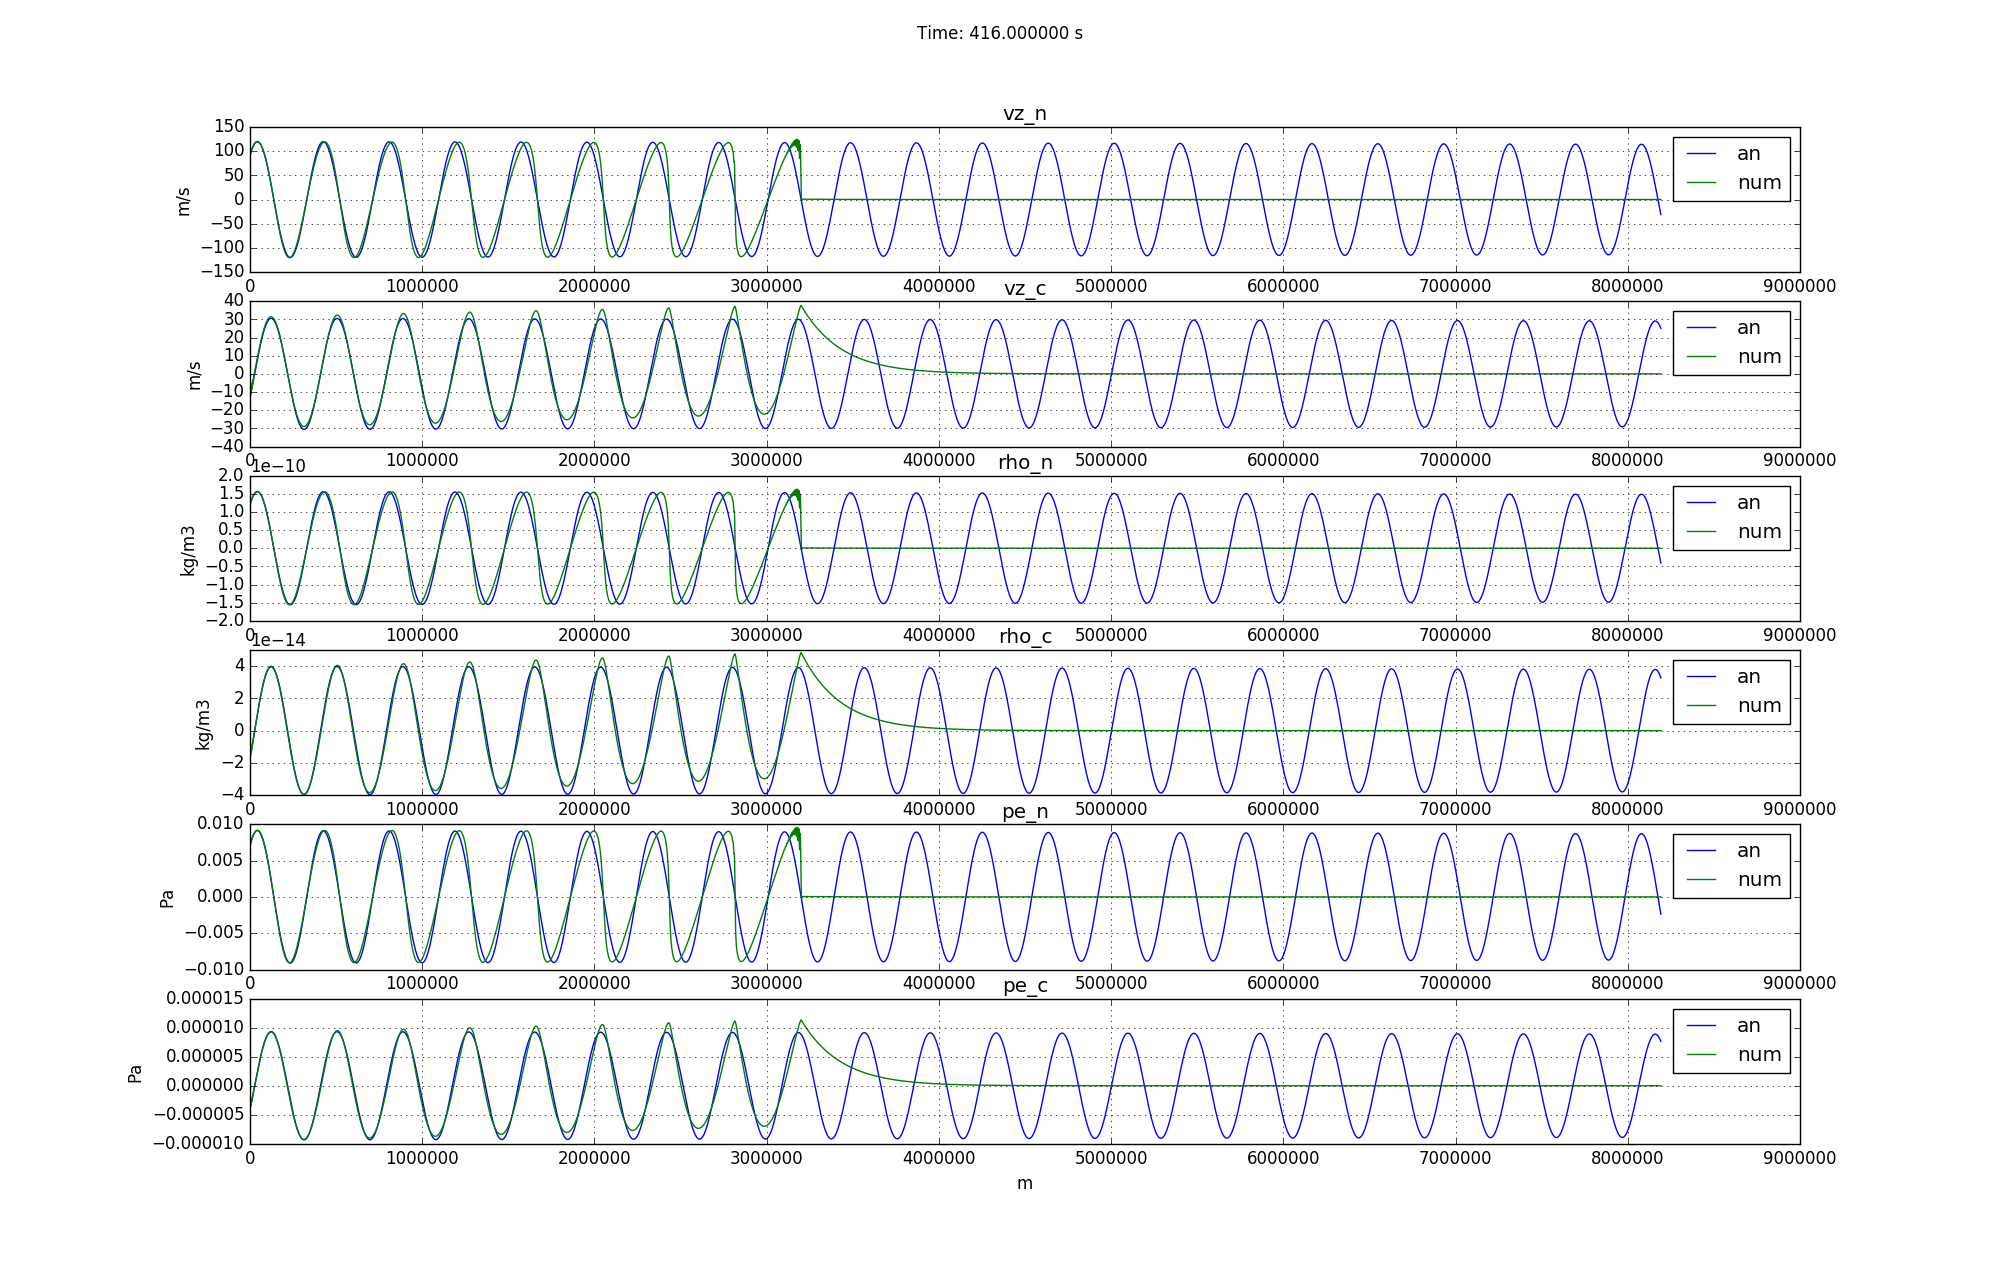 Time: 416.000000 s
vz_n
150
100
50
0
−50
−100
−150
m/s
an
num
0 1000000 2000000 3000000 4000000 5000000 6000000 7000000 8000000 9000000
vz_c
40
30
20
10
0
−10
−20
−30
−40
m/s
an
num
0 1000000 2000000 3000000 4000000 5000000 6000000 7000000 8000000 9000000
1e−10
rho_n
2.0
1.5
1.0
0.5
0.0
−0.5
−1.0
−1.5
−2.0
kg/m3
an
num
0 1000000 2000000 3000000 4000000 5000000 6000000 7000000 8000000 9000000
1e−14
rho_c
4
2
0
−2
−4
kg/m3
an
num
0 1000000 2000000 3000000 4000000 5000000 6000000 7000000 8000000 9000000
pe_n
0.010
0.005
0.000
−0.005
−0.010
Pa
an
num
0 1000000 2000000 3000000 4000000 5000000 6000000 7000000 8000000 9000000
pe_c
0.000015
0.000010
0.000005
0.000000
−0.000005
−0.000010
Pa
an
num
0 1000000 2000000 3000000 4000000 5000000 6000000 7000000 8000000 9000000
m